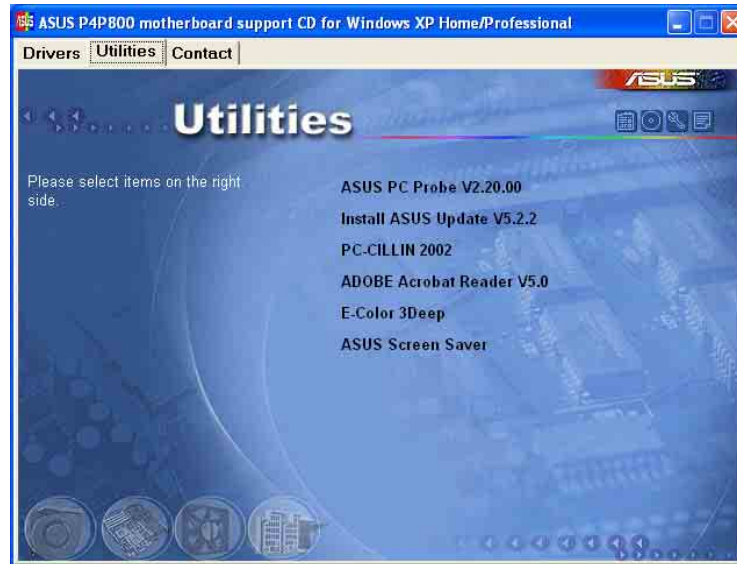 ASUS P4P800 motherboard support CD for Windows XP Home/Professional
Drivers Utilities Contact
ASUS
Utilities
Please select items on the right
side.
ASUS PC Probe V2.20.00
Install ASUS Update V5.2.2
PC-CILLIN 2002
ADOBE Acrobat Reader V5.0
E-Color 3Deep
ASUS Screen Saver